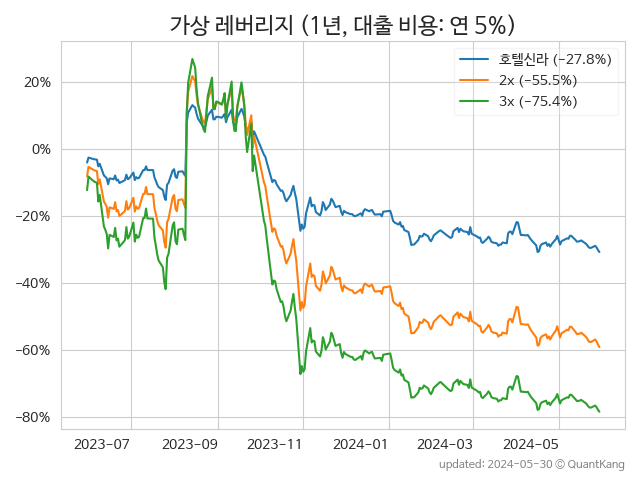 가상 레버리지 (1년, 대출 비용: 연 5%)
호텔신라 (−27.8%)
2x (−55.5%)
3x (−75.4%)
20%
0%
−20%
−40%
−60%
−80%
2023-07 2023-09 2023-11 2024-01 2024-03 2024-05
updated: 2024-05-30 © QuantKang